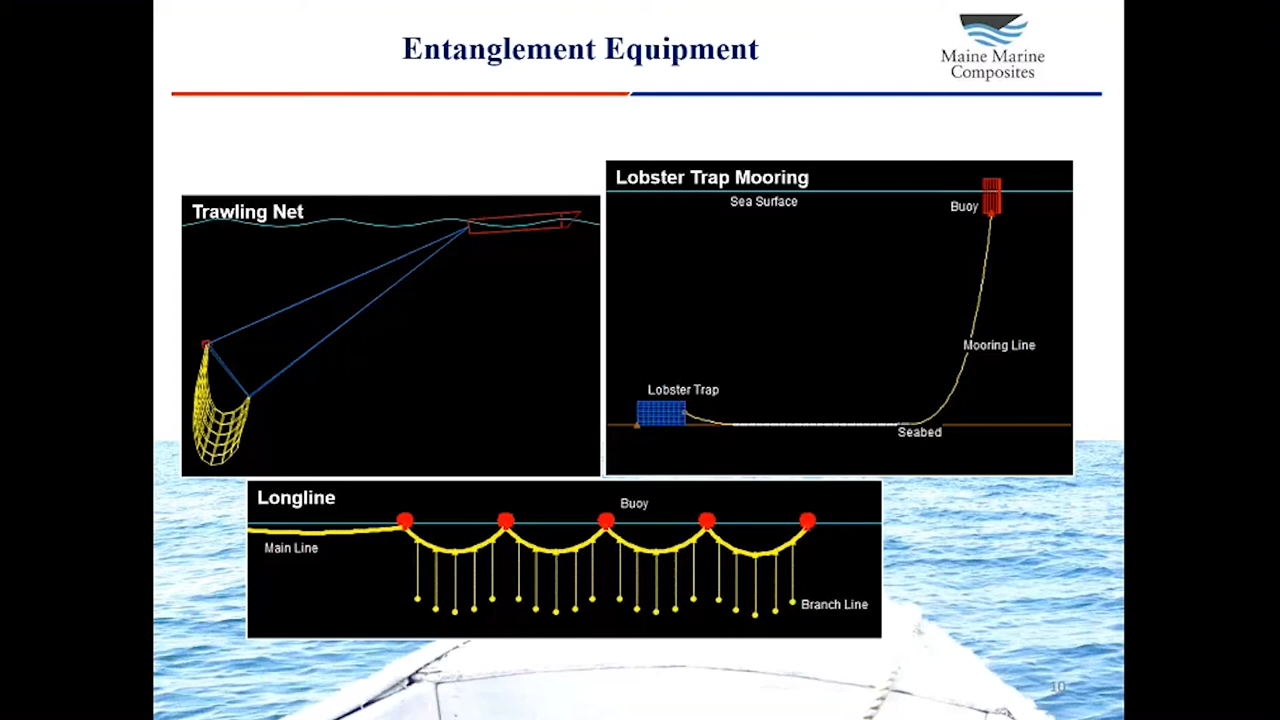 Entanglement Equipment
Maine Marine
Composites
Trawling Net
Lobster Trap Mooring
Sea Surface
Buoy
Mooring Line
Lobster Trap
Seabed
Longline
Buoy
Main Line
Branch Line
10